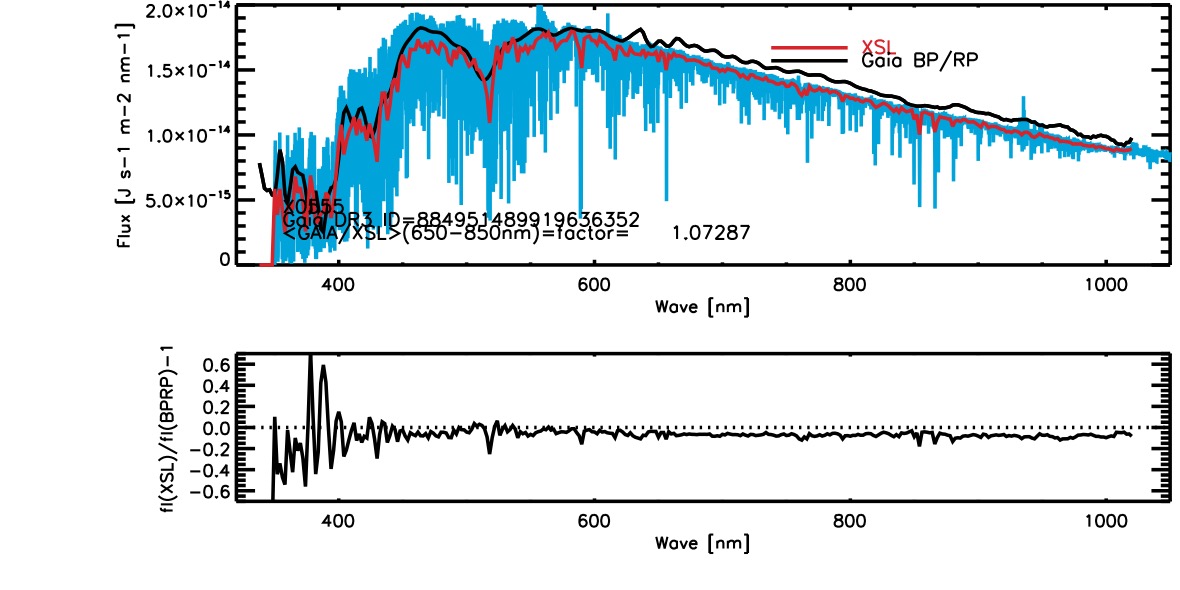 2.0×10−14
1.5×10−14
1.0×10−14
5.0×10−15
0
Flux [J s−1 m−2 nm−1]
XSL
Gaia BP/RP
Gaia DR3 ID=884951489919636352
<GAIA/XSL>(650−850nm)=factor= 1.07287
400 600 800 1000
Wave [nm]
0.6
0.4
0.2
0.0
−0.2
−0.4
−0.6
fl(XSL)/fl(BPRP)−1
400 600 800 1000
Wave [nm]